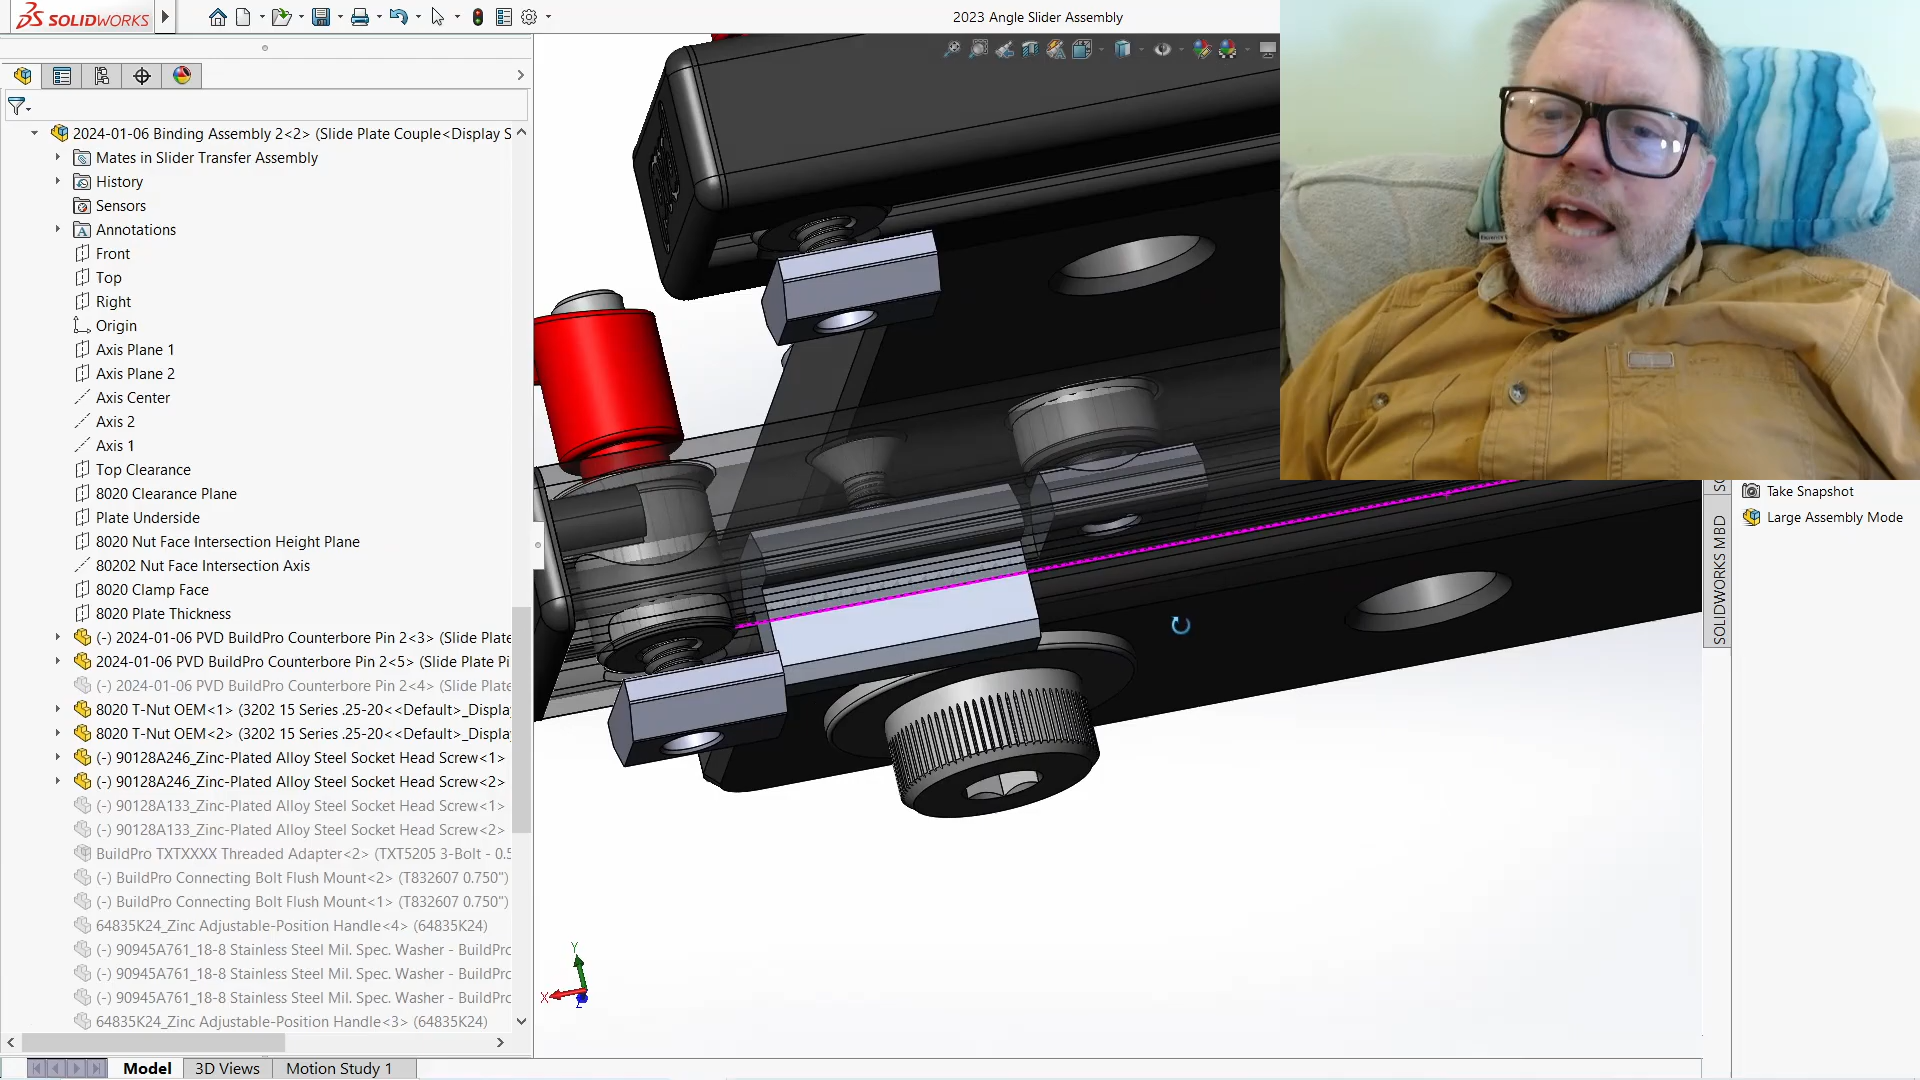 SOLIDWORKS
2023 Angle Slider Assembly
2024-01-06 Binding Assembly 2<2> (Slide Plate Couple<Display S
Mates in Slider Transfer Assembly
History
Sensors
Annotations
Front
Top
Right
Origin
Axis Plane 1
Axis Plane 2
Axis Center
Axis 2
Axis 1
Top Clearance
8020 Clearance Plane
Plate Underside
8020 Nut Face Intersection Height Plane
80202 Nut Face Intersection Axis
8020 Clamp Face
8020 Plate Thickness
(-) 2024-01-06 PVD BuildPro Counterbore Pin 2<3> (Slide Plate
2024-01-06 PVD BuildPro Counterbore Pin 2<5> (Slide Plate Pi
(-) 2024-01-06 PVD BuildPro Counterbore Pin 2<4> (Slide Plate
8020 T-Nut OEM<1> (3202 15 Series .25-20<<Default>_Display
8020 T-Nut OEM<2> (3202 15 Series .25-20<<Default>_Display
(-) 90128A246_Zinc-Plated Alloy Steel Socket Head Screw<1>
(-) 90128A246_Zinc-Plated Alloy Steel Socket Head Screw<2>
(-) 90128A133_Zinc-Plated Alloy Steel Socket Head Screw<1>
(-) 90128A133_Zinc-Plated Alloy Steel Socket Head Screw<2>
BuildPro TXTXXXX Threaded Adapter<2> (TXT5205 3-Bolt - 0.5
(-) BuildPro Connecting Bolt Flush Mount<2> (T832607 0.750")
(-) BuildPro Connecting Bolt Flush Mount<1> (T832607 0.750")
64835K24_Zinc Adjustable-Position Handle<4> (64835K24)
(-) 90945A761_18-8 Stainless Steel Mil. Spec. Washer - BuildPro
(-) 90945A761_18-8 Stainless Steel Mil. Spec. Washer - BuildPro
(-) 90945A761_18-8 Stainless Steel Mil. Spec. Washer - BuildPro
64835K24_Zinc Adjustable-Position Handle<3> (64835K24)
Y
X
Z
Model
3D Views
Motion Study 1
SOLIDWORKS MBD
Take Snapshot
Large Assembly Mode